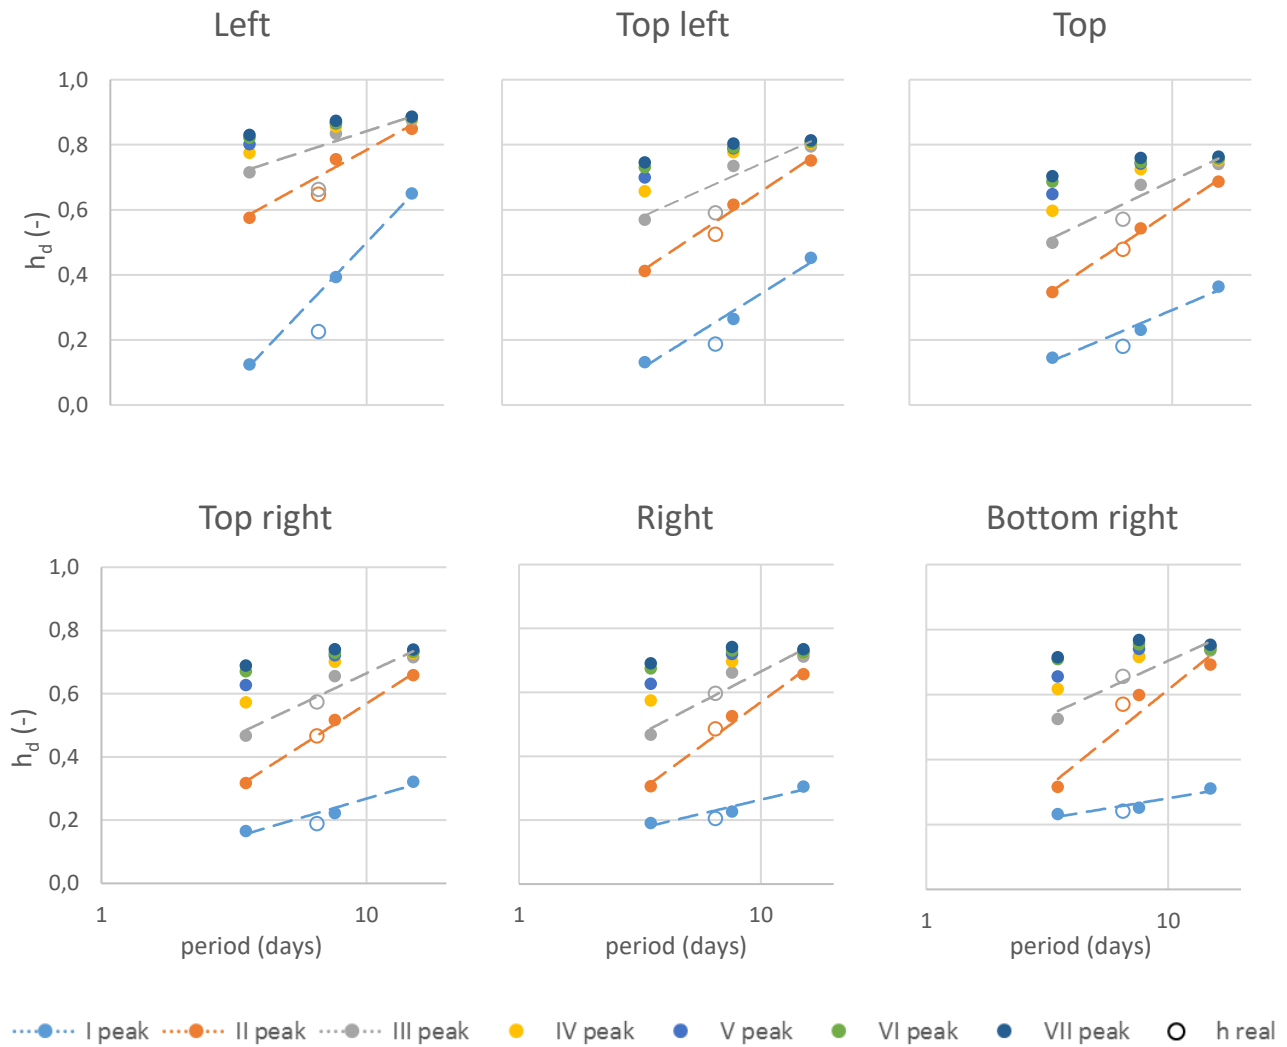 Left
Top left
Top
1,0
0,8
0,6
0,4
0,2
0,0
h_d (-)
Top right
Right
Bottom right
1,0
0,8
0,6
0,4
0,2
0,0
h_d (-)
1 10 1 10 1 10
period (days) period (days) period (days)
I peak II peak III peak IV peak V peak VI peak VII peak h real